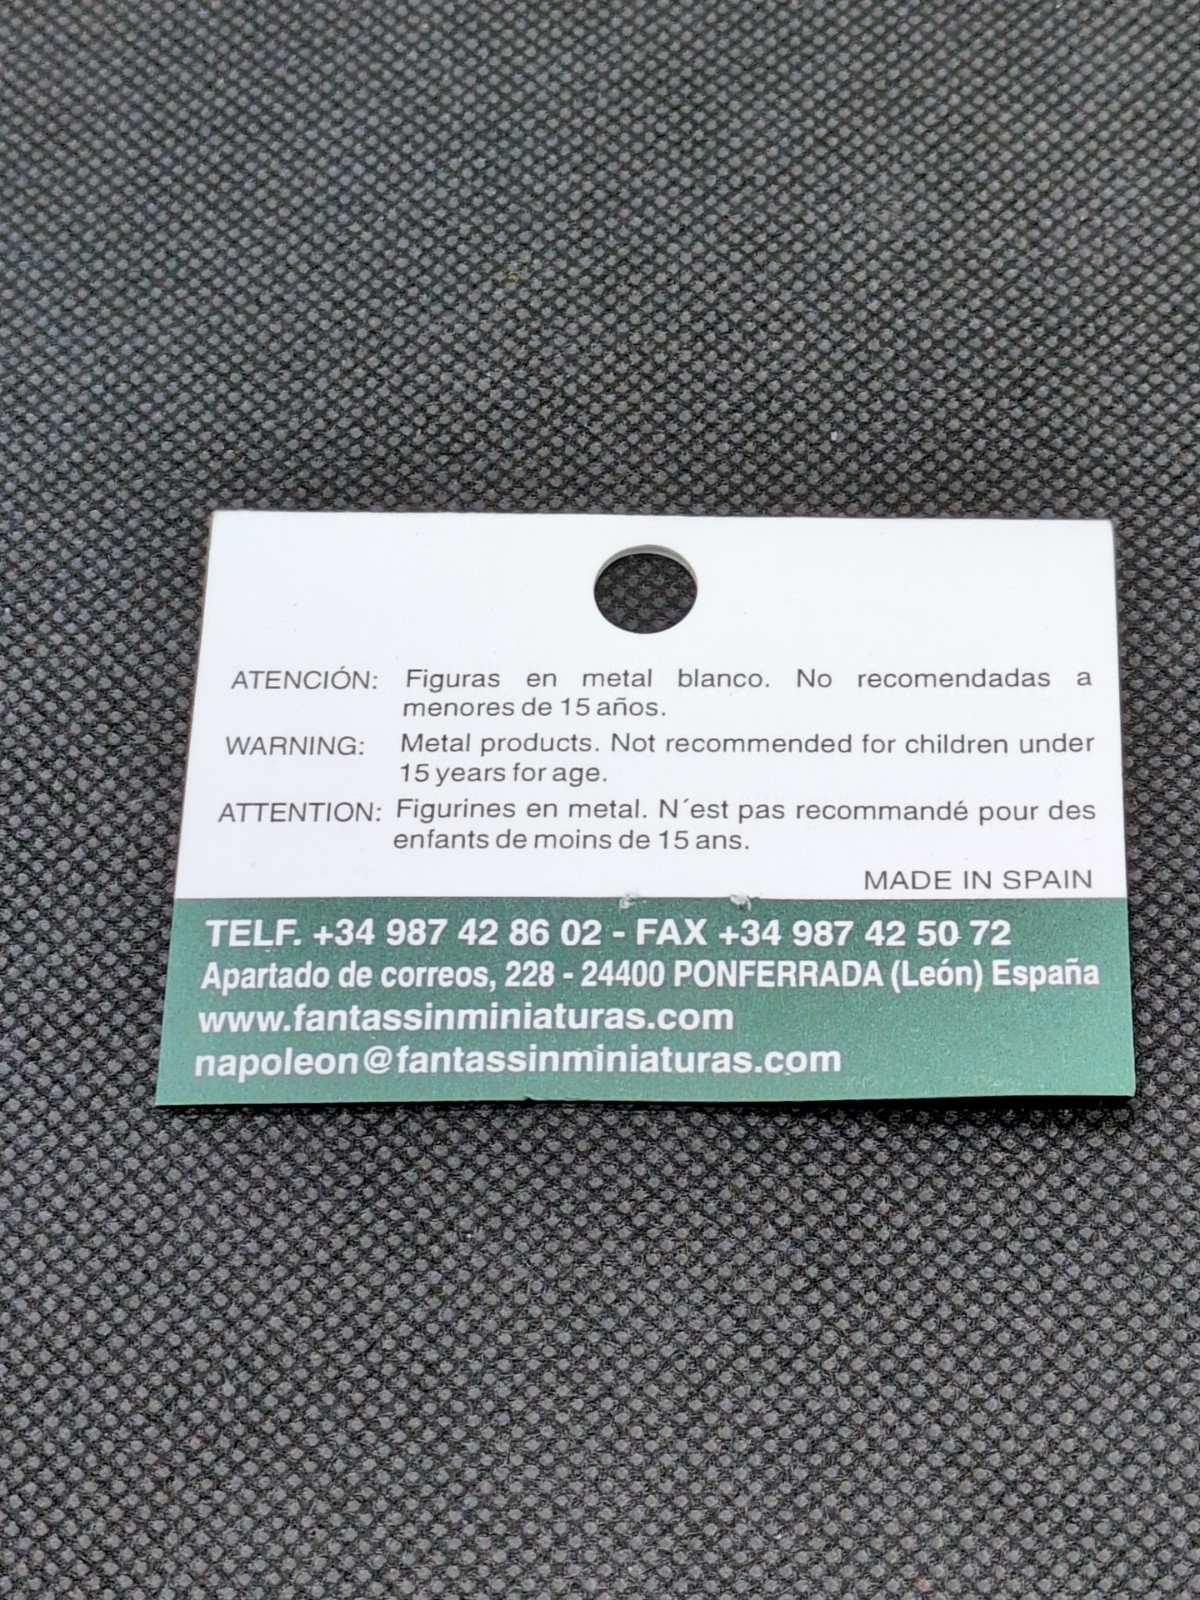 ATENCIÓN: Figuras en metal blanco. No recomendadas a
menores de 15 años.
WARNING: Metal products. Not recommended for children under
15 years for age.
ATTENTION: Figurines en metal. N´est pas recommandé pour des
enfants de moins de 15 ans.
MADE IN SPAIN
TELF. +34 987 42 86 02 - FAX +34 987 42 50 72
Apartado de correos, 228 - 24400 PONFERRADA (León) España
www.fantassinminiaturas.com
napoleon@fantassinminiaturas.com